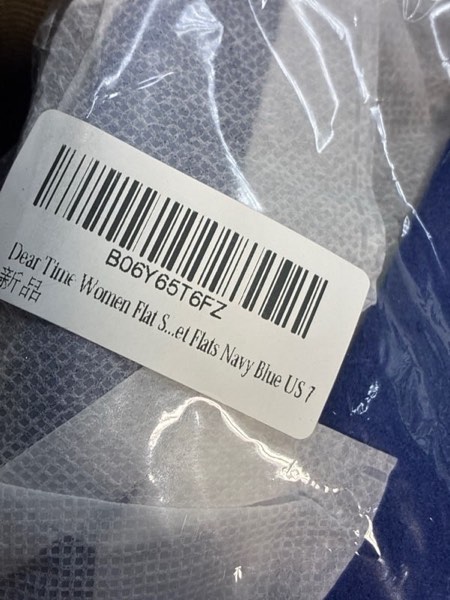 B06Y65T6FZ
Dear Time Women Flat S...et Flats Navy Blue US 7
新品